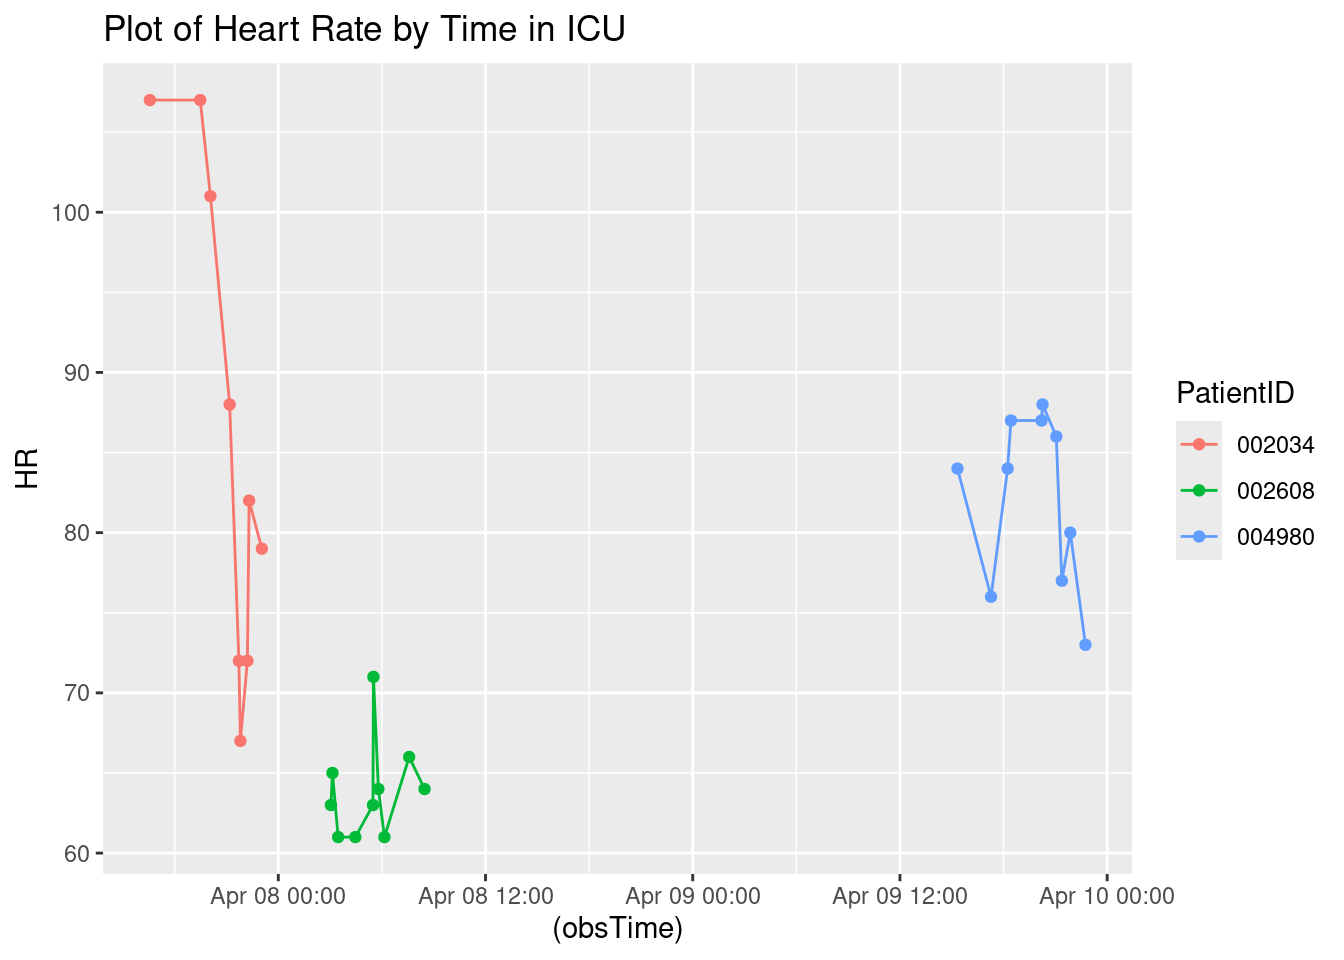 Plot of Heart Rate by Time in ICU
HR
100
90
80
70
60
Apr 08 00:00
Apr 08 12:00
Apr 09 00:00
Apr 09 12:00
Apr 10 00:00
(obsTime)
PatientID
002034
002608
004980